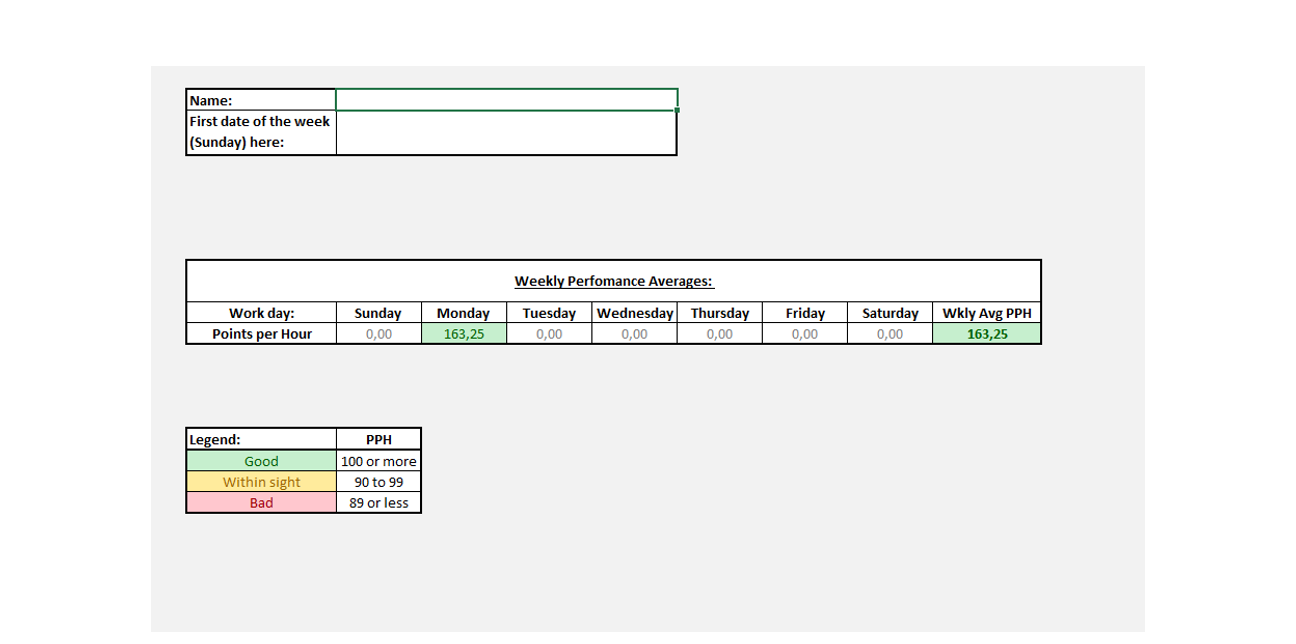 Name:
First date of the week
(Sunday) here:
Weekly Perfomance Averages:
Work day: Sunday Monday Tuesday Wednesday Thursday Friday Saturday Wkly Avg PPH
Points per Hour 0,00 163,25 0,00 0,00 0,00 0,00 0,00 163,25
Legend: PPH
Good 100 or more
Within sight 90 to 99
Bad 89 or less